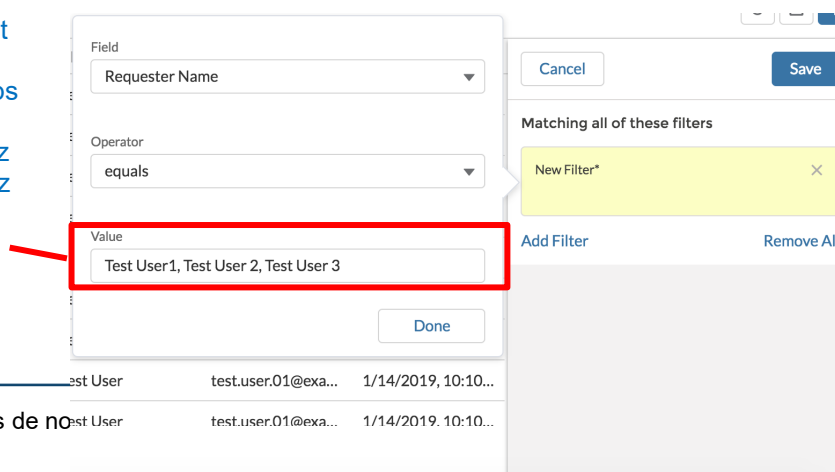 Field
Requester Name
Operator
equals
Value
Test User1, Test User 2, Test User 3
Done
Cancel
Save
Matching all of these filters
New Filter*
Add Filter
Remove Al
est User test.user.01@exa... 1/14/2019, 10:10...
s de no
est User test.user.01@exa... 1/14/2019, 10:10...